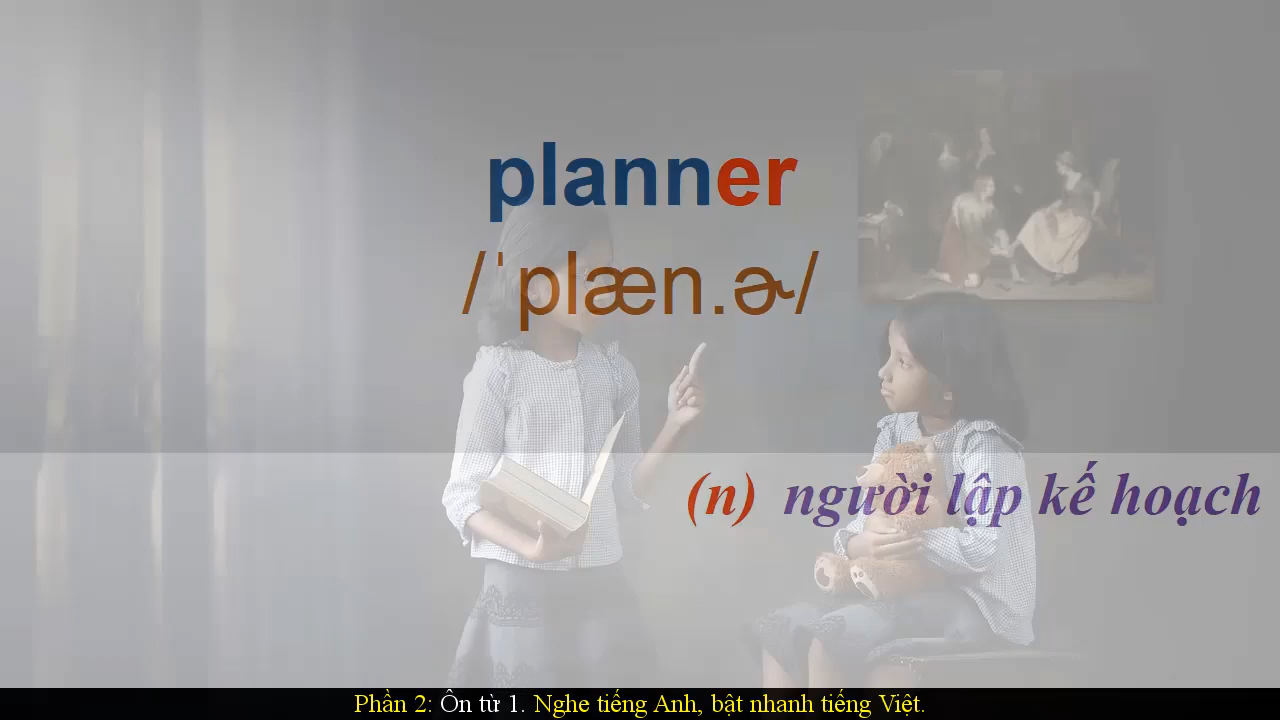 planner
/ˈplæn.ɚ/
(n) người lập kế hoạch
Phần 2: Ôn từ 1. Nghe tiếng Anh, bật nhanh tiếng Việt.